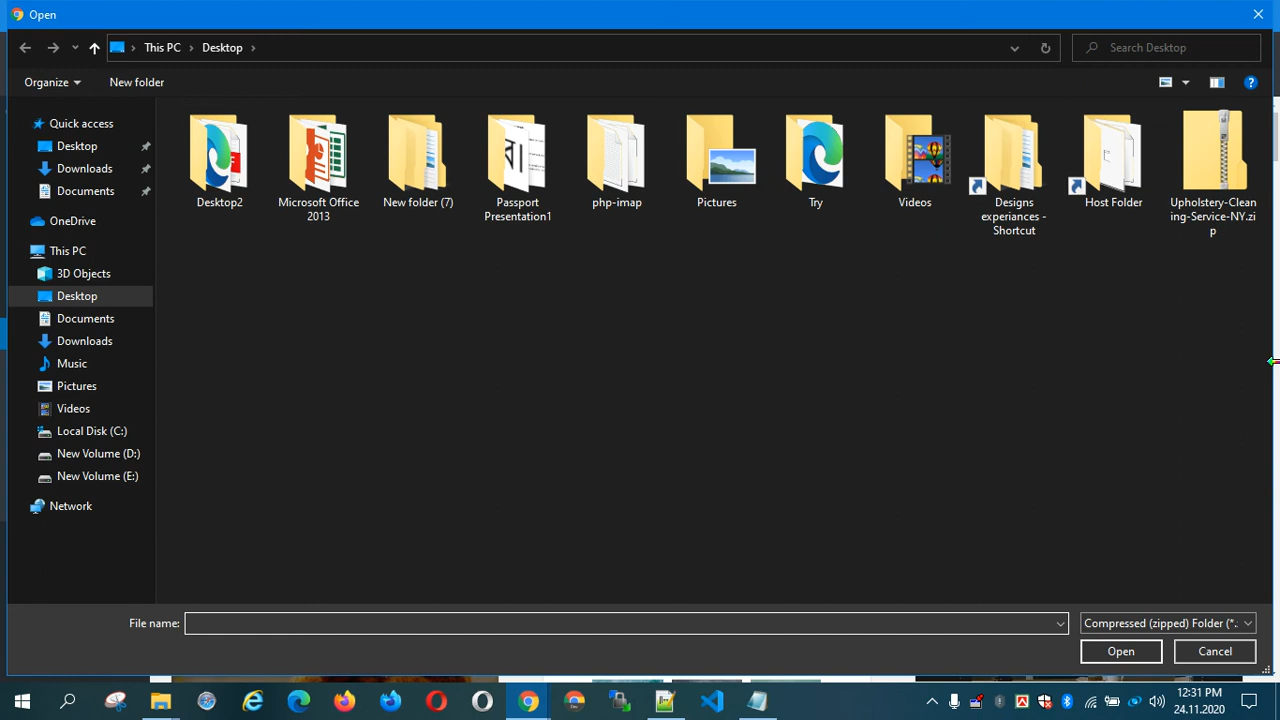 Open
This PC
Desktop
Search Desktop
Organize
New folder
Quick access
Desktop
Downloads
Documents
OneDrive
This PC
3D Objects
Desktop
Documents
Downloads
Music
Pictures
Videos
Local Disk (C:)
New Volume (D:)
New Volume (E:)
Network
Desktop2
Microsoft Office
2013
New folder (7)
Passport
Presentation1
php-imap
Pictures
Try
Videos
Designs
experiances -
Shortcut
Host Folder
Upholstery-Clean
ing-Service-NY.zi
p
File name:
Compressed (zipped) Folder (*..
Open
Cancel
12:31 PM
24.11.2020